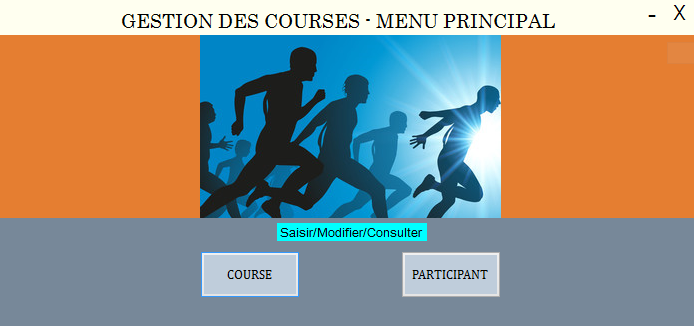 GESTION DES COURSES - MENU PRINCIPAL
- X
Saisir/Modifier/Consulter
COURSE
PARTICIPANT